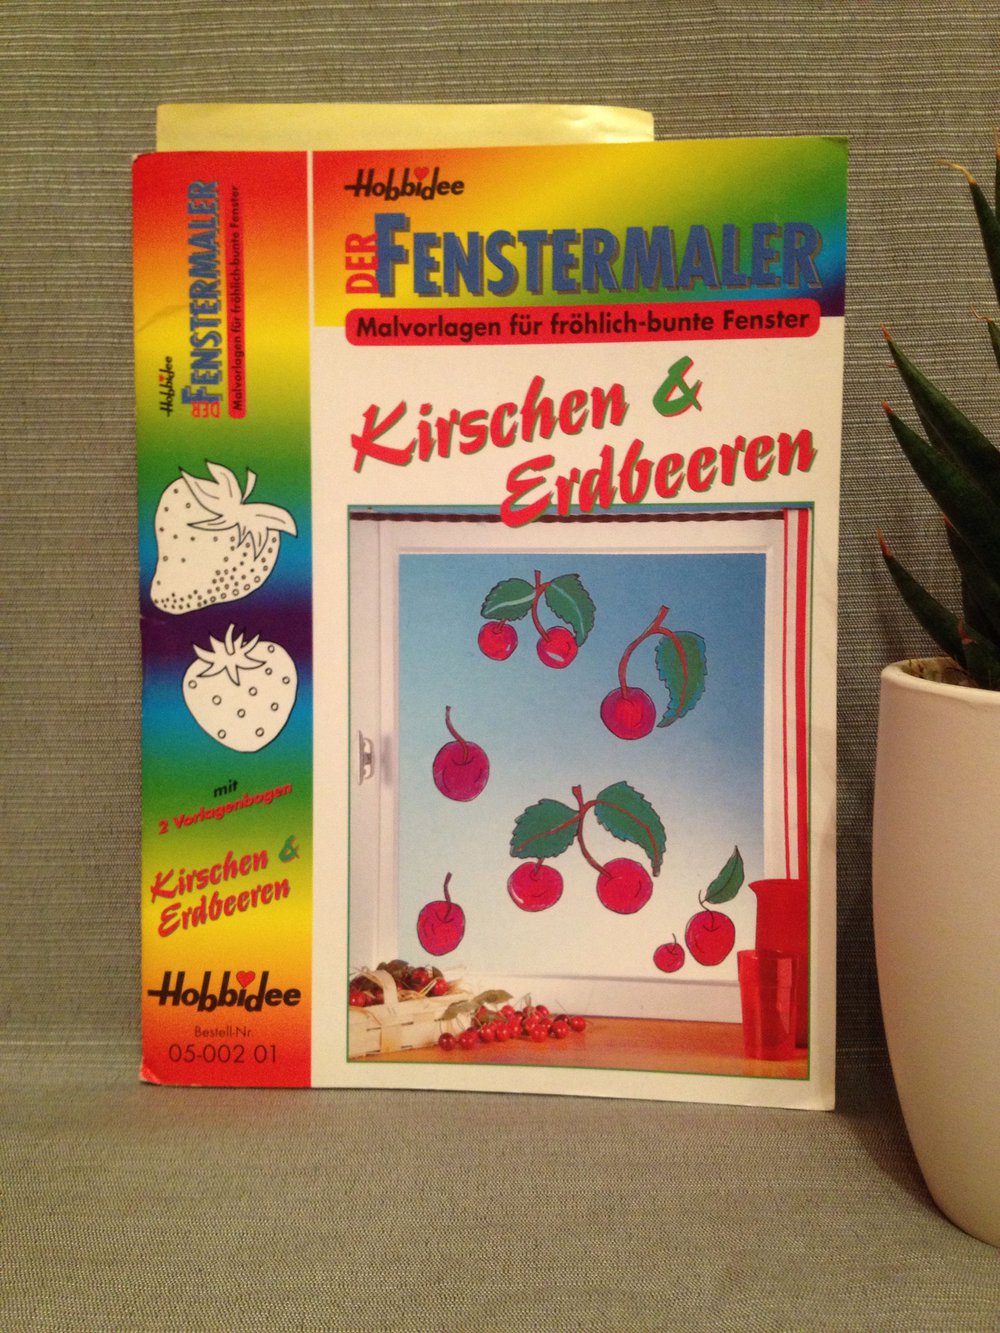 Hobbidee
DER FENSTERMALER
Malvorlagen für fröhlich-bunte Fenster
Kirschen &
Erdbeeren
Hobbidee
DER FENSTERMALER
Malvorlagen für fröhlich-bunte Fenster
mit
2 Vorlagenbogen
Kirschen &
Erdbeeren
Hobbidee
Bestell-Nr.
05-002 01